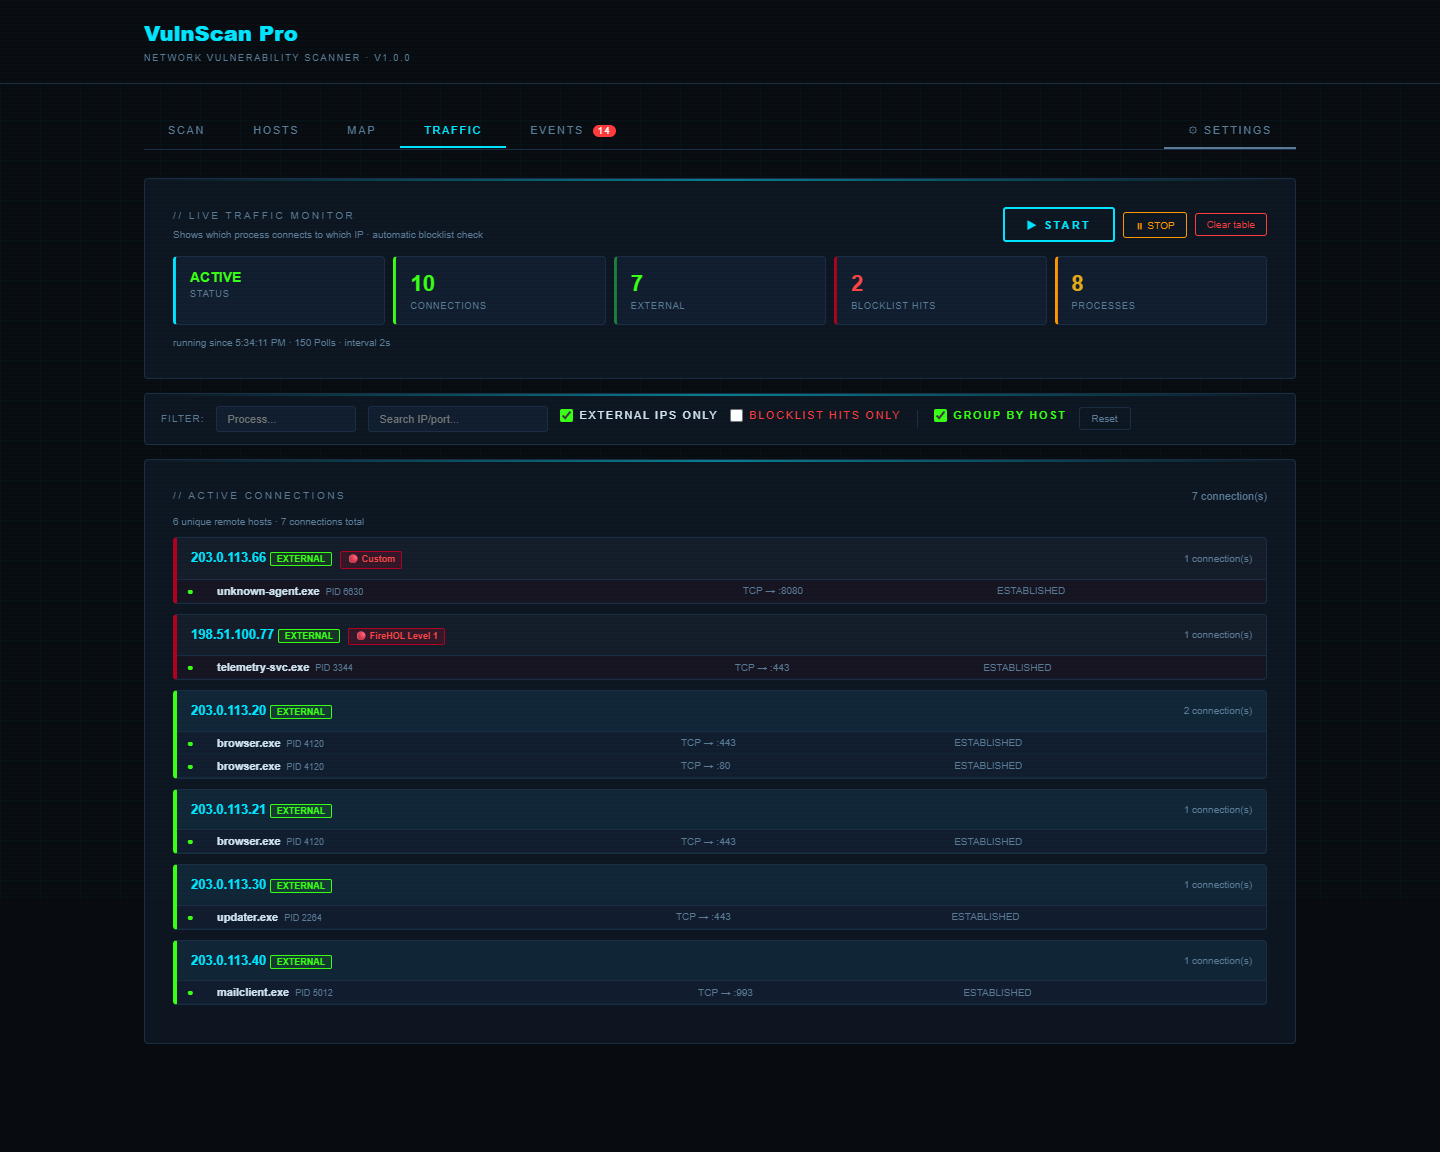 VulnScan Pro
NETWORK VULNERABILITY SCANNER · V1.0.0
SCAN HOSTS MAP TRAFFIC EVENTS 14 ⚙ SETTINGS
// LIVE TRAFFIC MONITOR
Shows which process connects to which IP · automatic blocklist check
▶ START ⏸ STOP Clear table
ACTIVE
STATUS
10
CONNECTIONS
7
EXTERNAL
2
BLOCKLIST HITS
8
PROCESSES
running since 5:34:11 PM · 150 Polls · interval 2s
FILTER: Process... Search IP/port... EXTERNAL IPS ONLY BLOCKLIST HITS ONLY GROUP BY HOST Reset
// ACTIVE CONNECTIONS 7 connection(s)
6 unique remote hosts · 7 connections total
203.0.113.66 EXTERNAL Custom 1 connection(s)
unknown-agent.exe PID 6630 TCP → :8080 ESTABLISHED
198.51.100.77 EXTERNAL FireHOL Level 1 1 connection(s)
telemetry-svc.exe PID 3344 TCP → :443 ESTABLISHED
203.0.113.20 EXTERNAL 2 connection(s)
browser.exe PID 4120 TCP → :443 ESTABLISHED
browser.exe PID 4120 TCP → :80 ESTABLISHED
203.0.113.21 EXTERNAL 1 connection(s)
browser.exe PID 4120 TCP → :443 ESTABLISHED
203.0.113.30 EXTERNAL 1 connection(s)
updater.exe PID 2264 TCP → :443 ESTABLISHED
203.0.113.40 EXTERNAL 1 connection(s)
mailclient.exe PID 5012 TCP → :993 ESTABLISHED